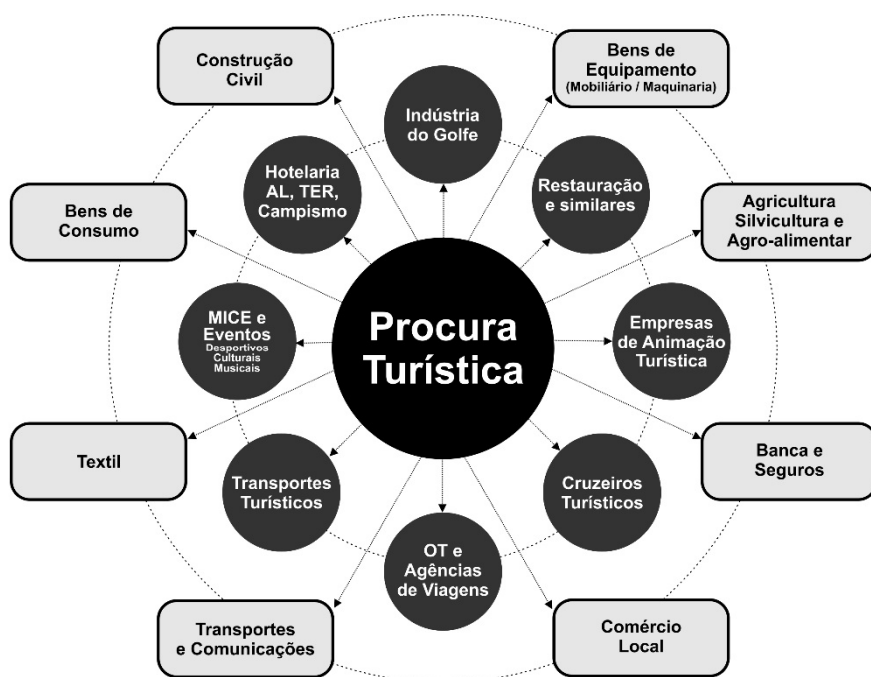 Construção
Civil
Bens de
Equipamento
(Mobiliário / Maquinaria)
Indústria
do Golfe
Hotelaria
AL, TER,
Campismo
Restauração
e similares
Bens de
Consumo
Agricultura
Silvicultura e
Agro-alimentar
MICE e
Eventos
Desportivos
Culturais
Musicais
Procura
Turística
Empresas
de Animação
Turística
Textil
Banca e
Seguros
Transportes
Turísticos
Cruzeiros
Turísticos
OT e
Agências
de Viagens
Transportes
e Comunicações
Comércio
Local